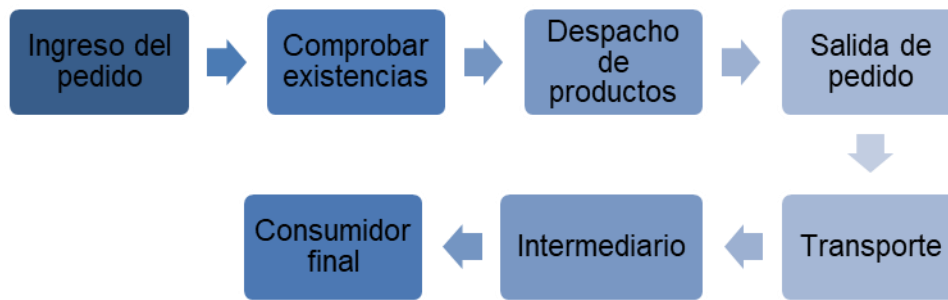 Ingreso del
pedido
Comprobar
existencias
Despacho
de
productos
Salida de
pedido
Transporte
Intermediario
Consumidor
final